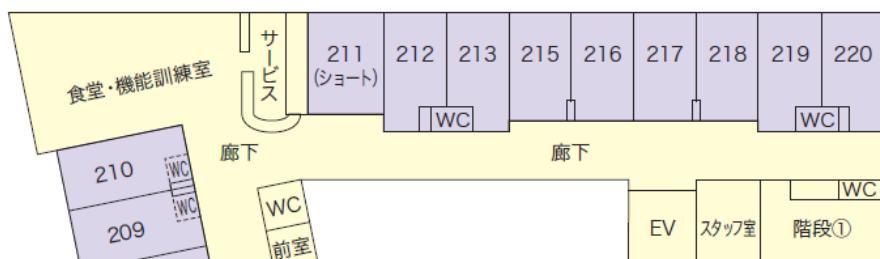 食堂・機能訓練室
サービス
211
(ショート)
212
213
215
216
217
218
219
220
WC
WC
廊下
廊下
210
WC
WC
209
WC
前室
EV
スタッフ室
WC
階段①